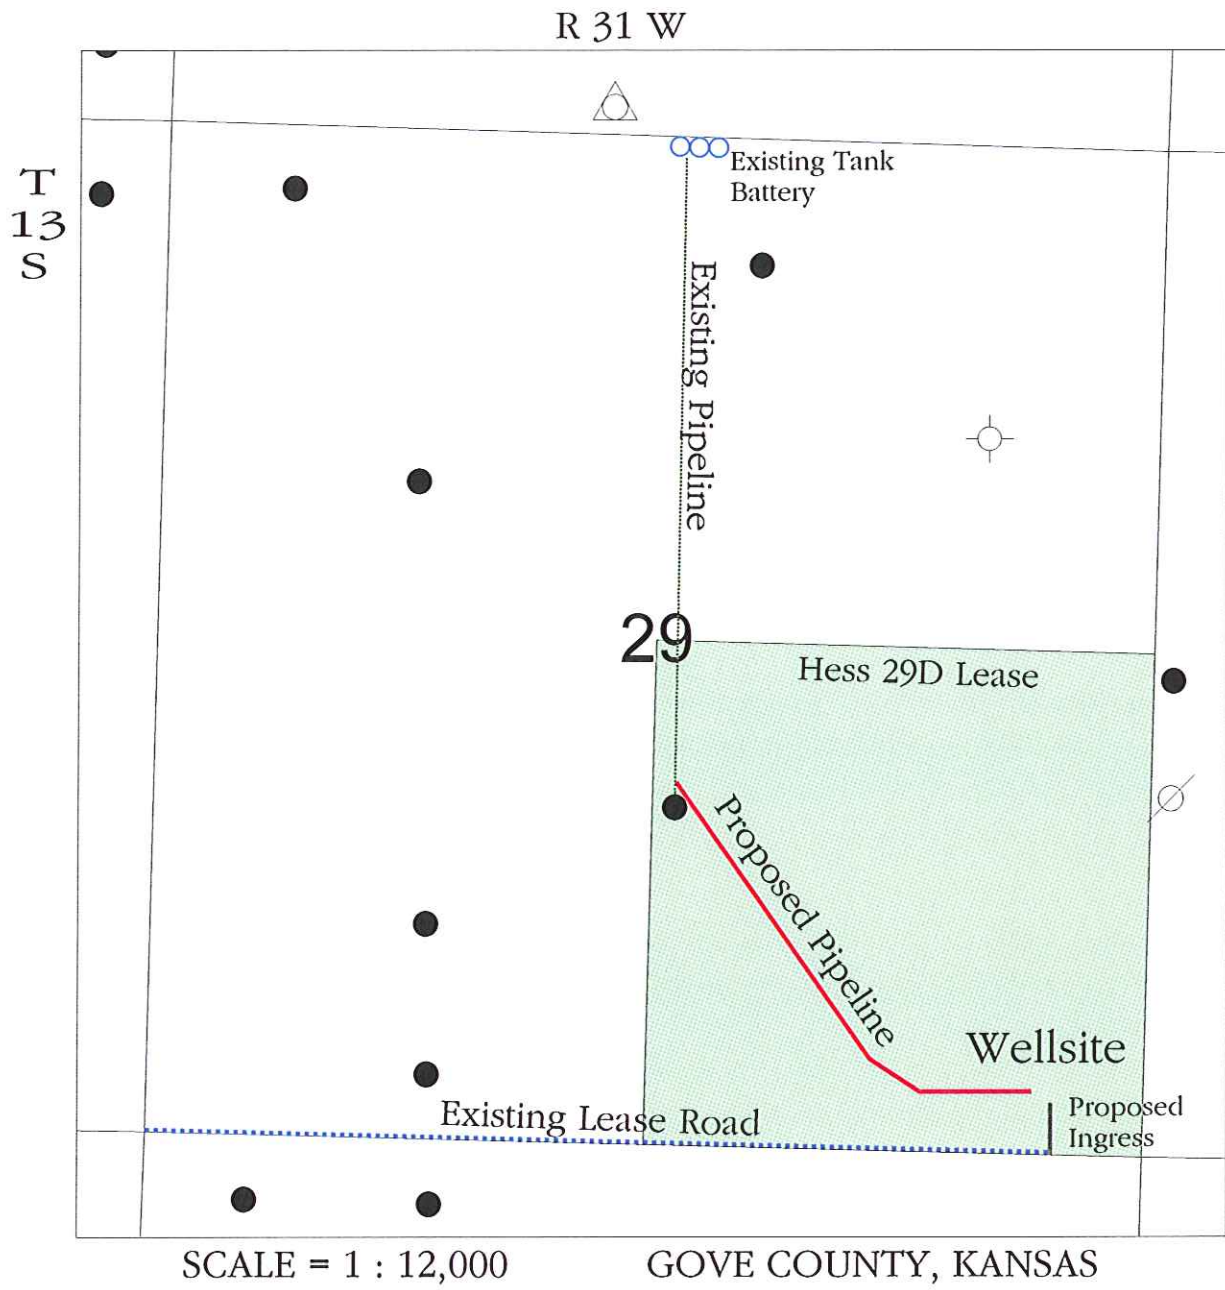 R 31 W
T
13
S
Existing Tank
Battery
Existing Pipeline
29
Hess 29D Lease
Proposed Pipeline
Wellsite
Proposed
Ingress
Existing Lease Road
SCALE = 1 : 12,000
GOVE COUNTY, KANSAS